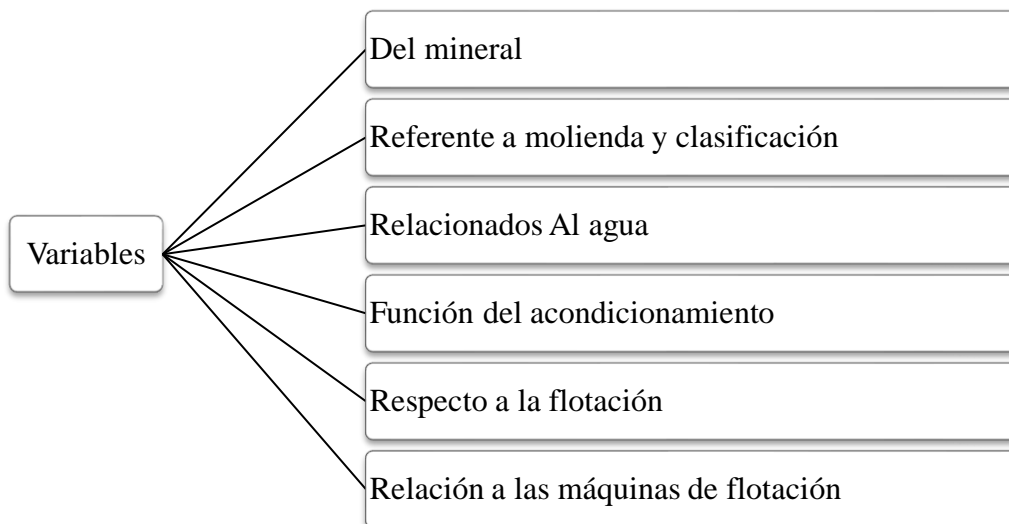 Variables
Del mineral
Referente a molienda y clasificación
Relacionados Al agua
Función del acondicionamiento
Respecto a la flotación
Relación a las máquinas de flotación